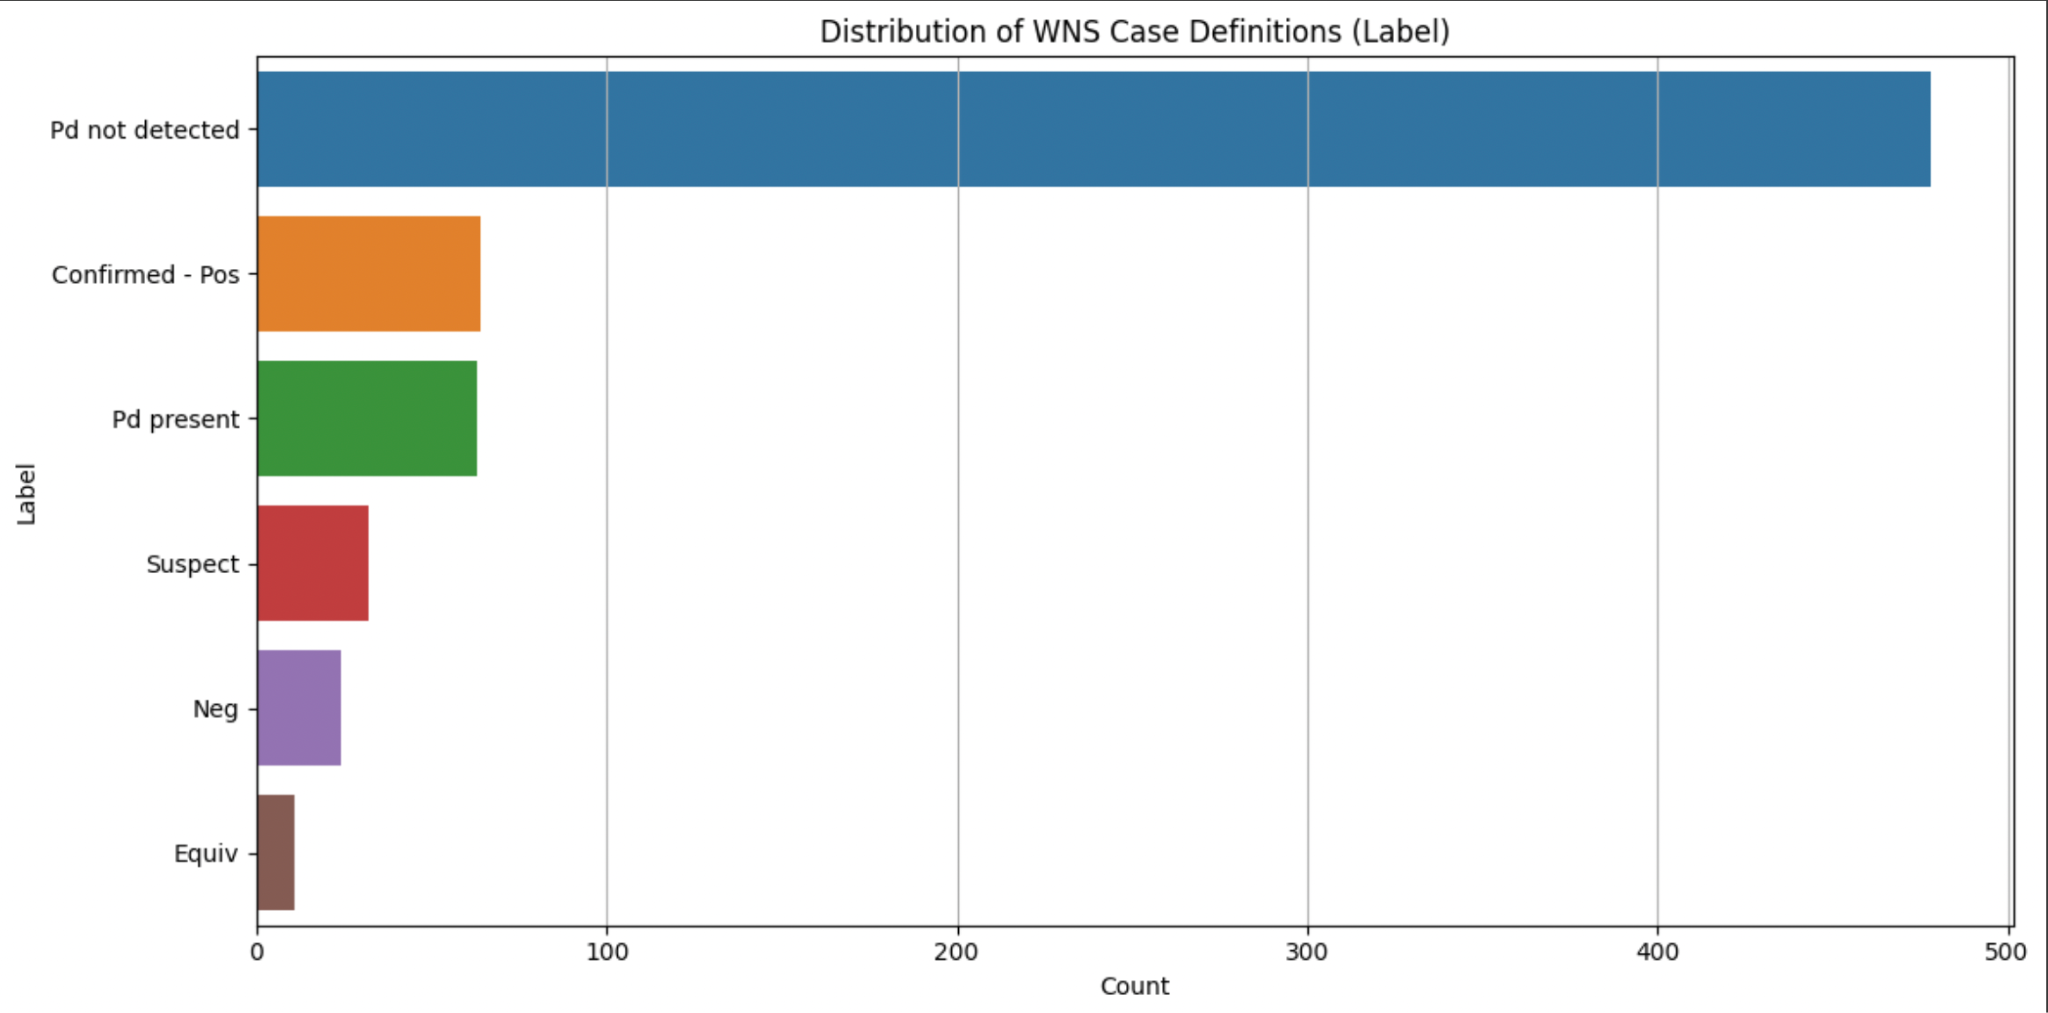 Distribution of WNS Case Definitions (Label)
Pd not detected
Confirmed - Pos
Pd present
Suspect
Neg
Equiv
Label
0 100 200 300 400 500
Count